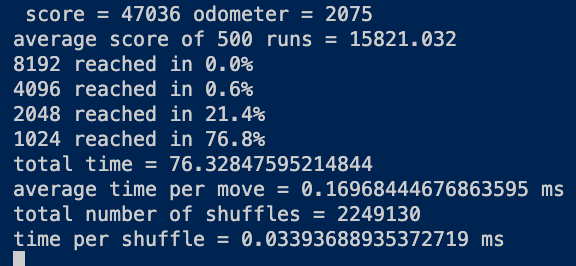 score = 47036 odometer = 2075
average score of 500 runs = 15821.032
8192 reached in 0.0%
4096 reached in 0.6%
2048 reached in 21.4%
1024 reached in 76.8%
total time = 76.32847595214844
average time per move = 0.16968444676863595 ms
total number of shuffles = 2249130
time per shuffle = 0.03393688935372719 ms